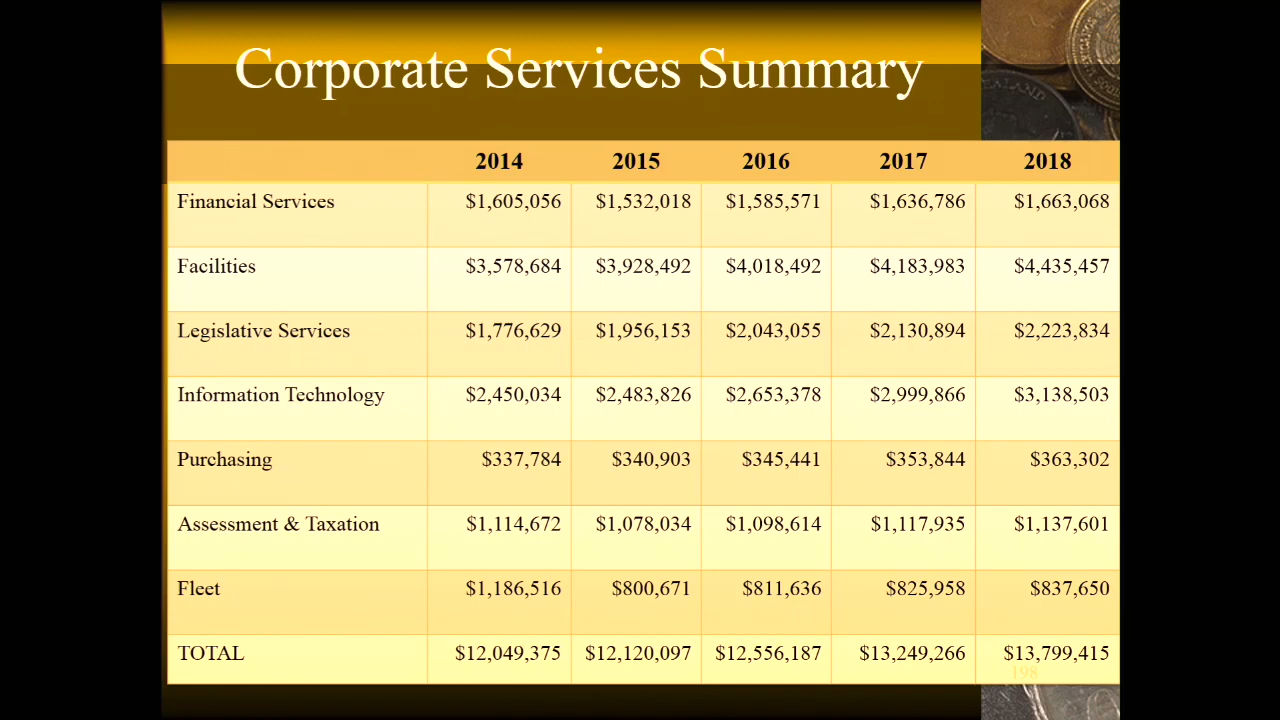 Corporate Services Summary
2014 2015 2016 2017 2018
Financial Services $1,605,056 $1,532,018 $1,585,571 $1,636,786 $1,663,068
Facilities $3,578,684 $3,928,492 $4,018,492 $4,183,983 $4,435,457
Legislative Services $1,776,629 $1,956,153 $2,043,055 $2,130,894 $2,223,834
Information Technology $2,450,034 $2,483,826 $2,653,378 $2,999,866 $3,138,503
Purchasing $337,784 $340,903 $345,441 $353,844 $363,302
Assessment & Taxation $1,114,672 $1,078,034 $1,098,614 $1,117,935 $1,137,601
Fleet $1,186,516 $800,671 $811,636 $825,958 $837,650
TOTAL $12,049,375 $12,120,097 $12,556,187 $13,249,266 $13,799,415
198